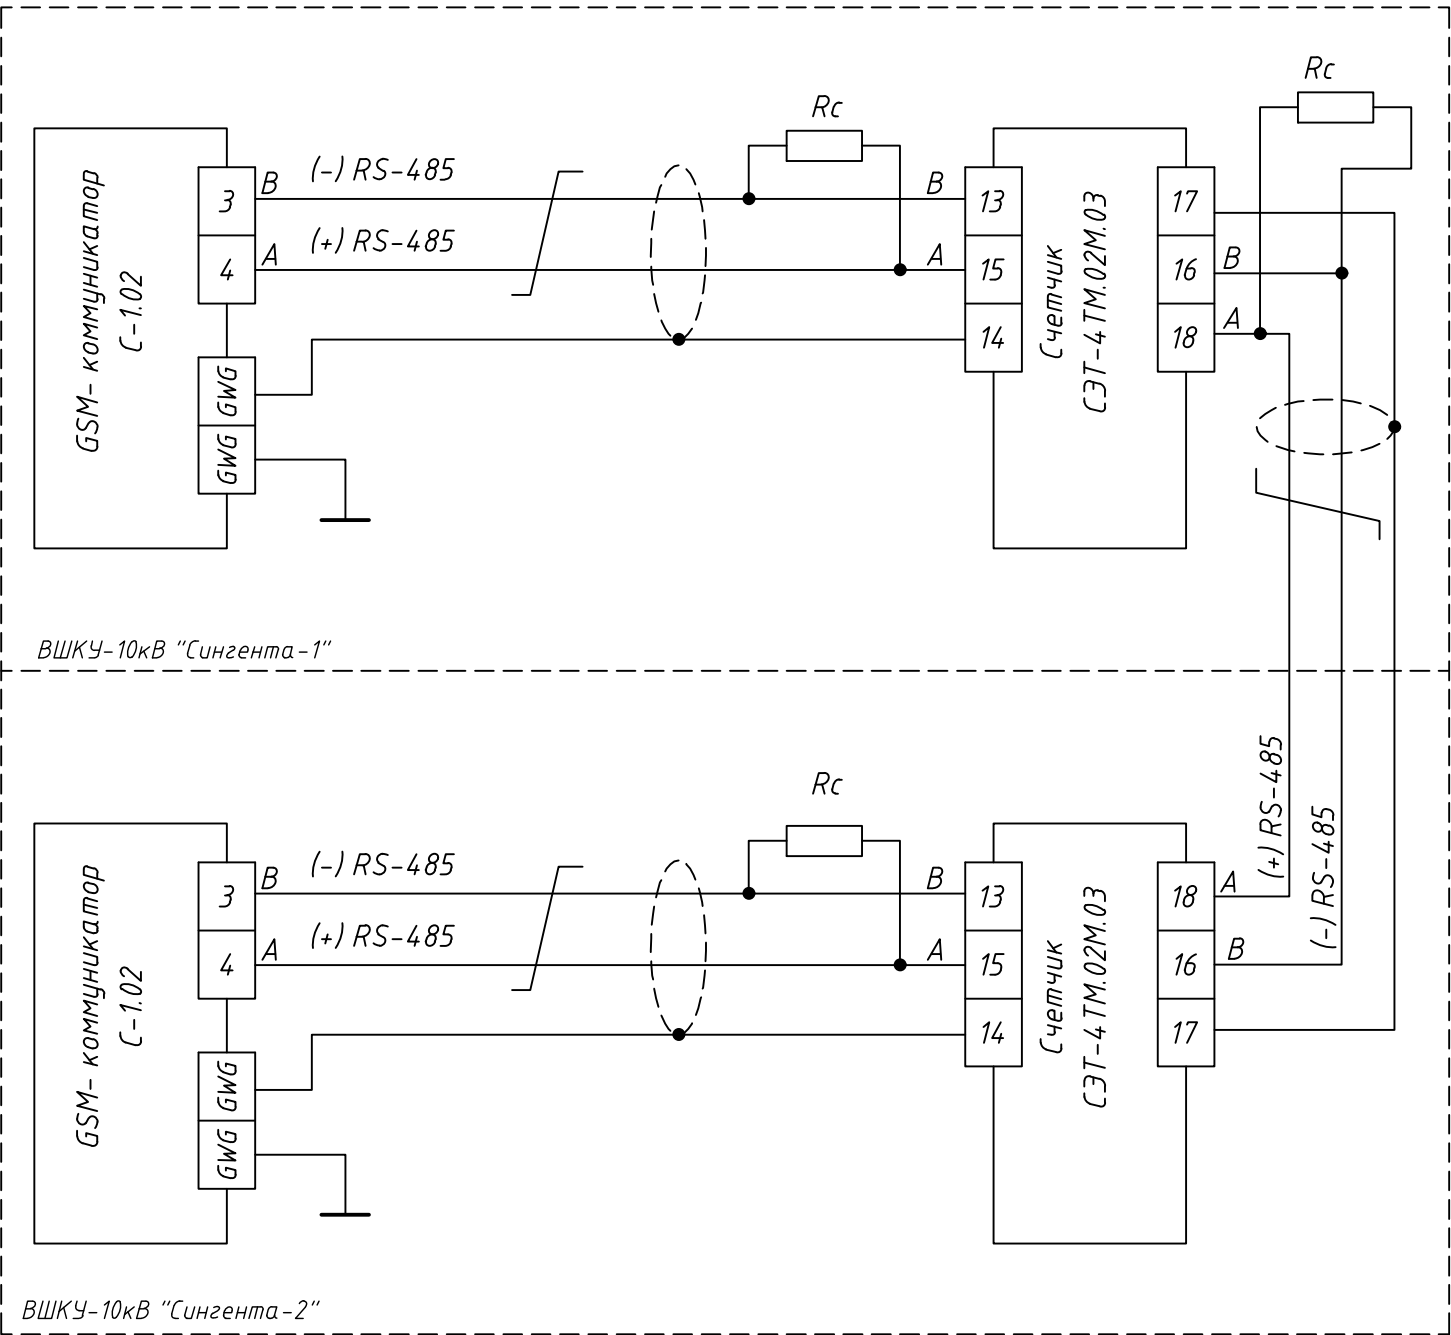 Rc
Rc
GSM- коммуникатор
С-1.02
3
B
(-) RS-485
4
A
(+) RS-485
GWG
GWG
B
13
A
15
14
Счетчик
СЭТ-4ТМ.02М.03
17
16
B
18
A
ВШКУ-10кВ "Сингента-1"
(+) RS-485
(-) RS-485
Rc
GSM- коммуникатор
С-1.02
3
B
(-) RS-485
4
A
(+) RS-485
GWG
GWG
B
13
A
15
14
Счетчик
СЭТ-4ТМ.02М.03
18
A
16
B
17
ВШКУ-10кВ "Сингента-2"